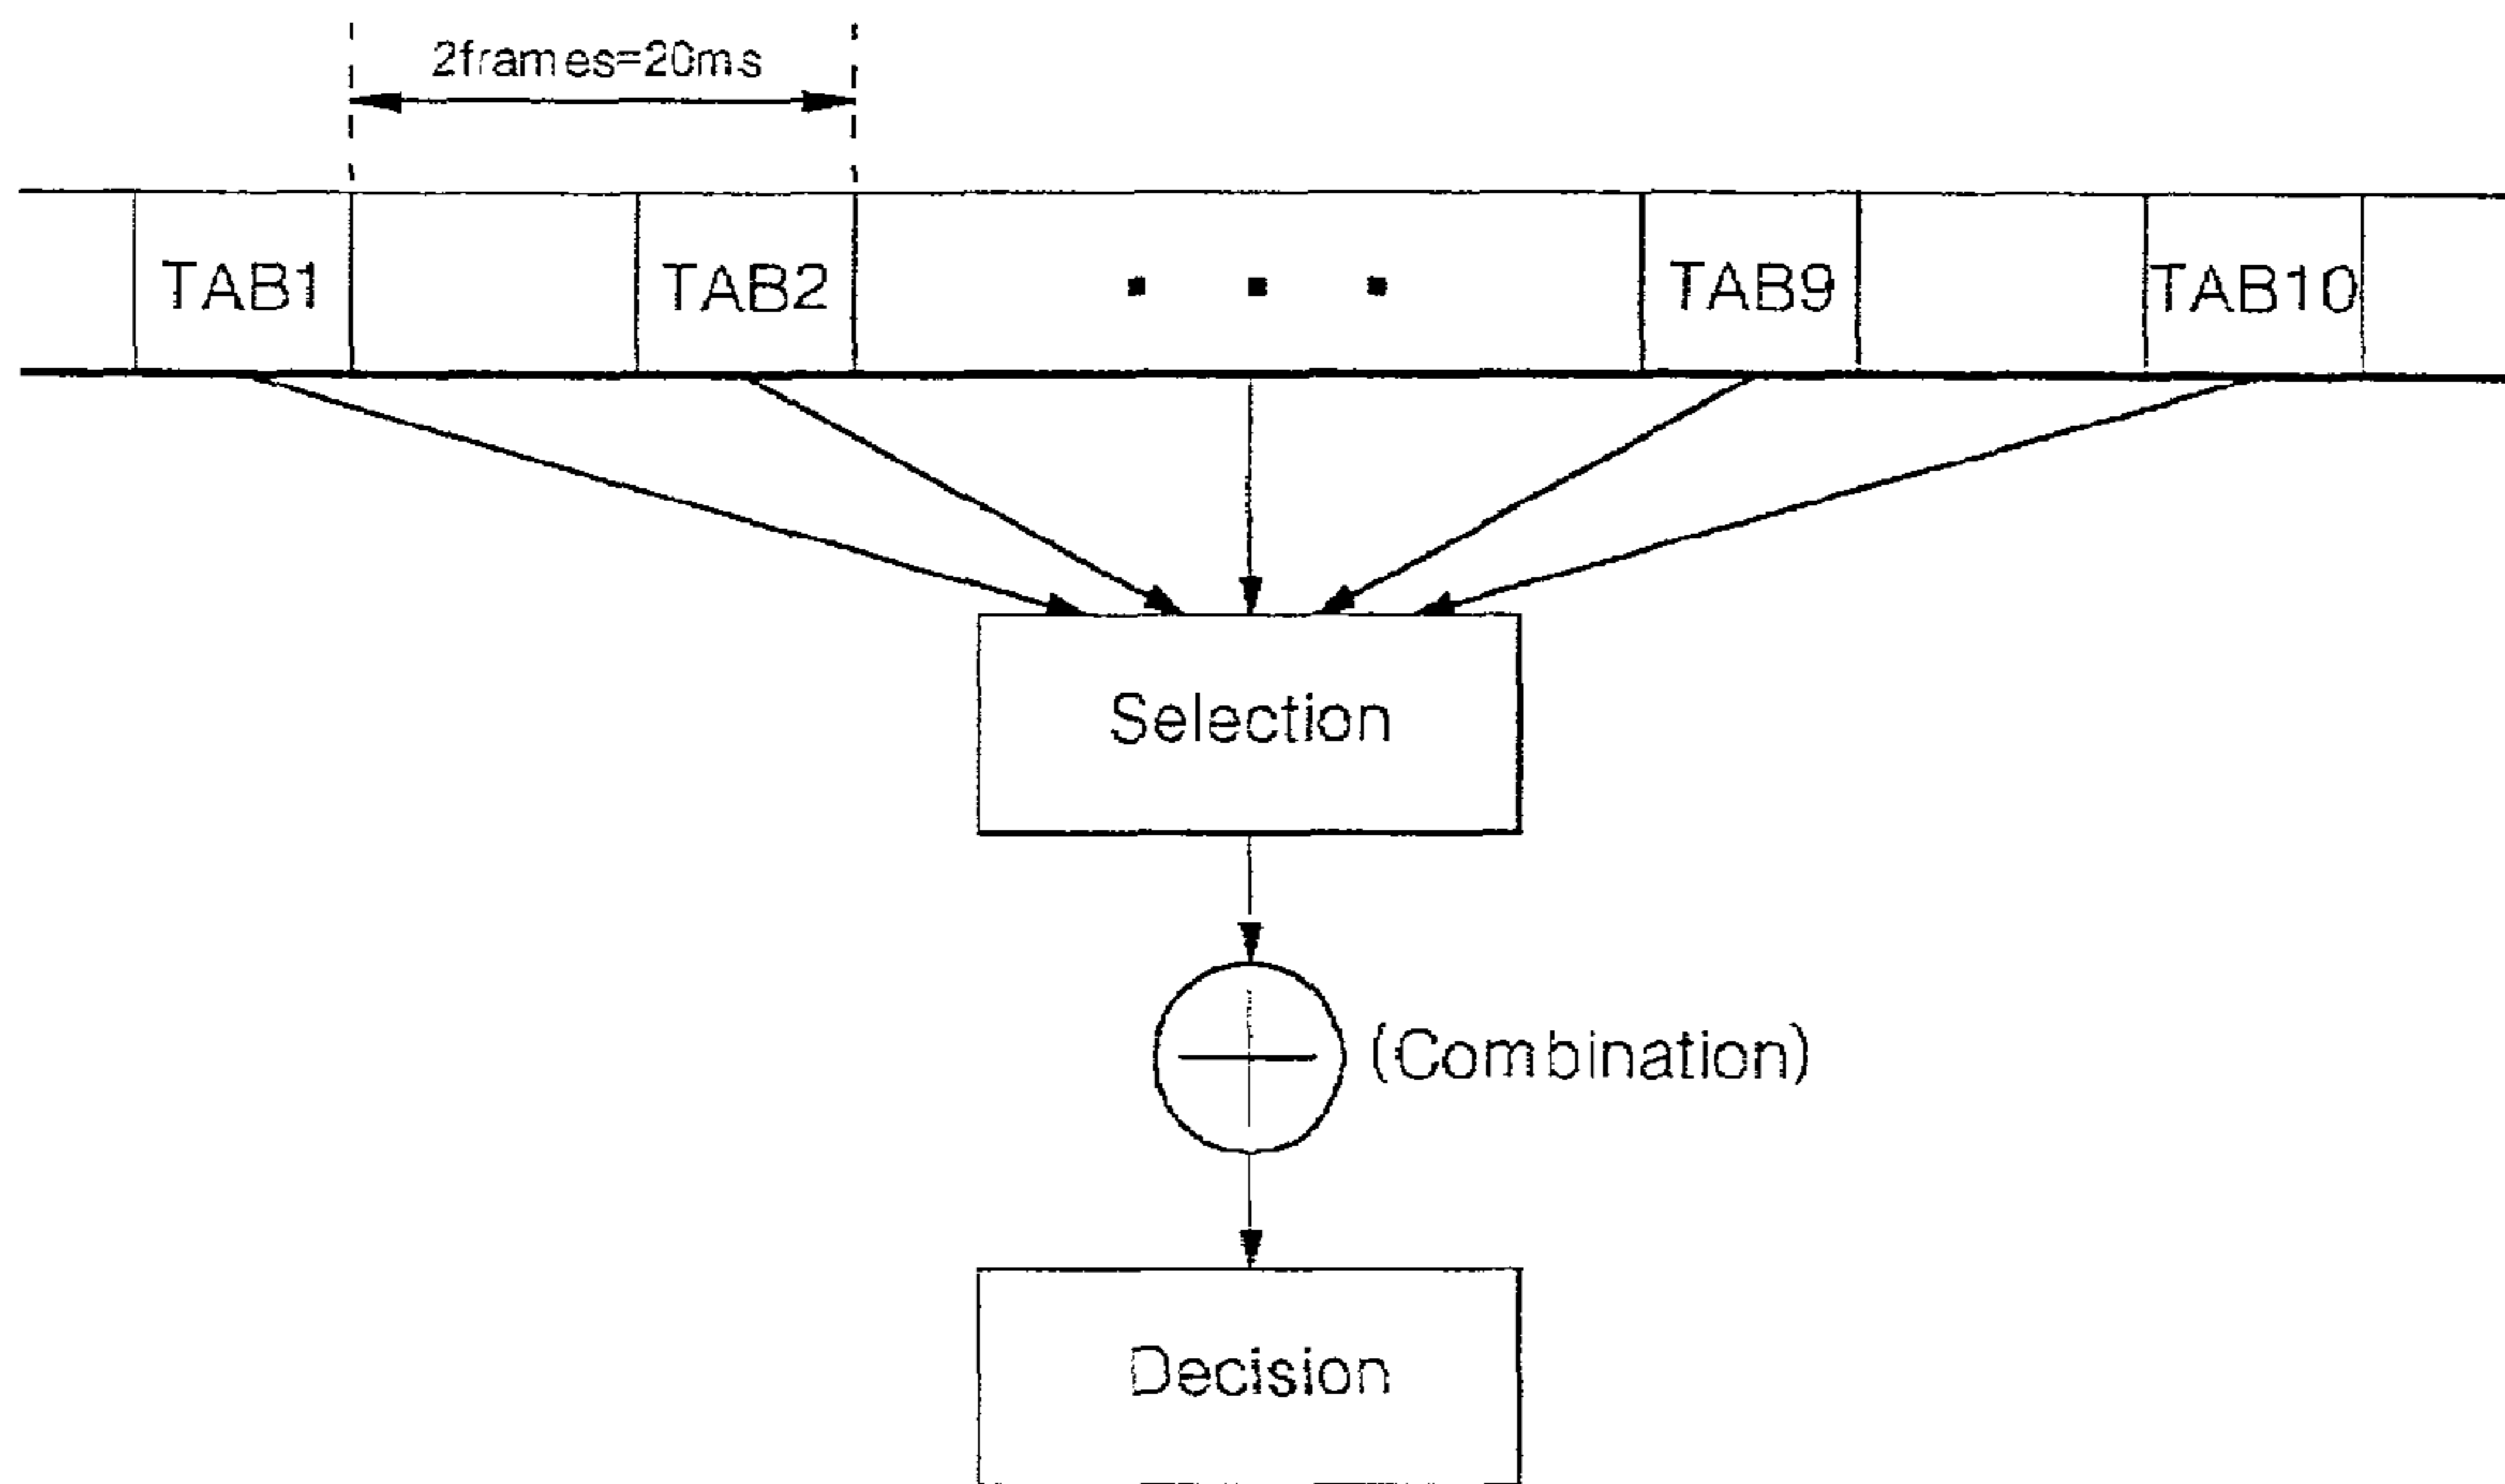 2frames=20ms
TAB1 TAB2 ▪ ▪ ▪ TAB9 TAB10
Selection
(Combination)
Decision